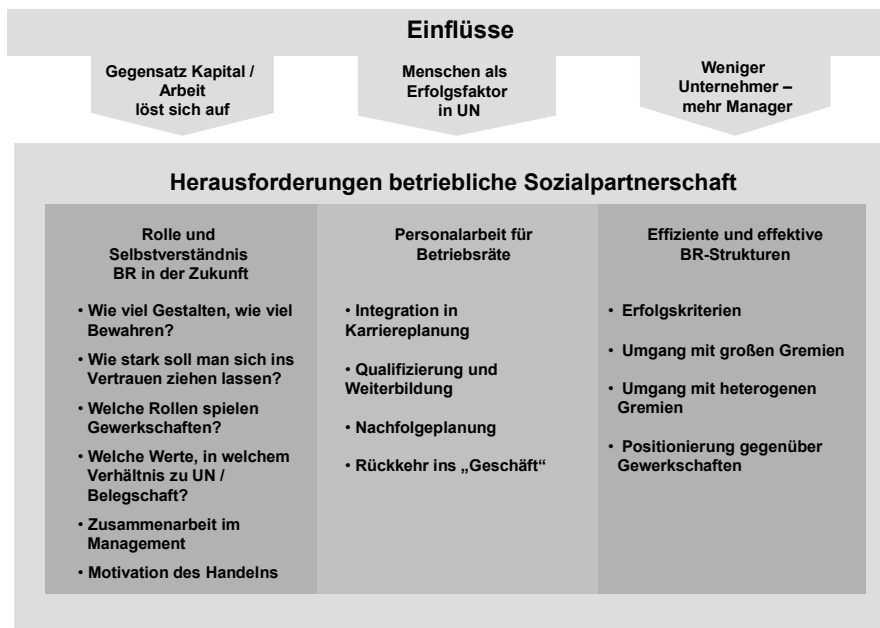 Einflüsse
Gegensatz Kapital /
Arbeit
löst sich auf
Menschen als
Erfolgsfaktor
in UN
Weniger
Unternehmer –
mehr Manager
Herausforderungen betriebliche Sozialpartnerschaft
Rolle und
Selbstverständnis
BR in der Zukunft
• Wie viel Gestalten, wie viel
Bewahren?
• Wie stark soll man sich ins
Vertrauen ziehen lassen?
• Welche Rollen spielen
Gewerkschaften?
• Welche Werte, in welchem
Verhältnis zu UN /
Belegschaft?
• Zusammenarbeit im
Management
• Motivation des Handelns
Personalarbeit für
Betriebsräte
• Integration in
Karriereplanung
• Qualifizierung und
Weiterbildung
• Nachfolgeplanung
• Rückkehr ins „Geschäft“
Effiziente und effektive
BR-Strukturen
• Erfolgskriterien
• Umgang mit großen Gremien
• Umgang mit heterogenen
Gremien
• Positionierung gegenüber
Gewerkschaften